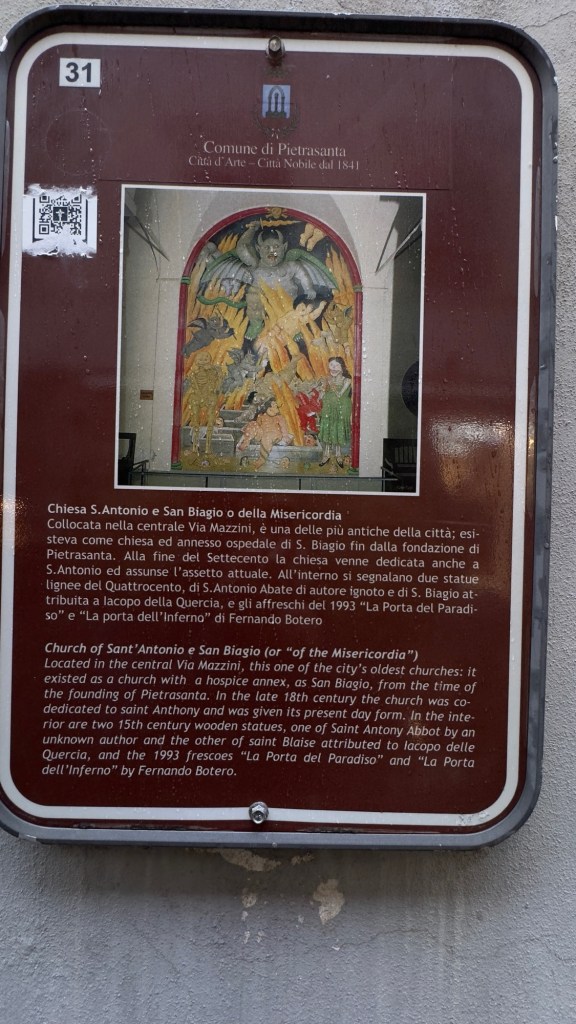 31
Comune di Pietrasanta
Città d'Arte – Città Nobile dal 1841
Chiesa S.Antonio e San Biagio o della Misericordia
Collocata nella centrale Via Mazzini, è una delle più antiche della città; esi-
steva come chiesa ed annesso ospedale di S. Biagio fin dalla fondazione di
Pietrasanta. Alla fine del Settecento la chiesa venne dedicata anche a
S.Antonio ed assunse l'assetto attuale. All'interno si segnalano due statue
lignee del Quattrocento, di S.Antonio Abate di autore ignoto e di S. Biagio at-
tribuita a Iacopo della Quercia, e gli affreschi del 1993 "La Porta del Paradi-
so" e "La porta dell'Inferno" di Fernando Botero
Church of Sant'Antonio e San Biagio (or "of the Misericordia")
Located in the central Via Mazzini, this one of the city's oldest churches: it
existed as a church with a hospice annex, as San Biagio, from the time of
the founding of Pietrasanta. In the late 18th century the church was co-
dedicated to saint Anthony and was given its present day form. In the inte-
rior are two 15th century wooden statues, one of Saint Antony Abbot by an
unknown author and the other of saint Blaise attributed to Iacopo delle
Quercia, and the 1993 frescoes "La Porta del Paradiso" and "La Porta
dell'Inferno" by Fernando Botero.